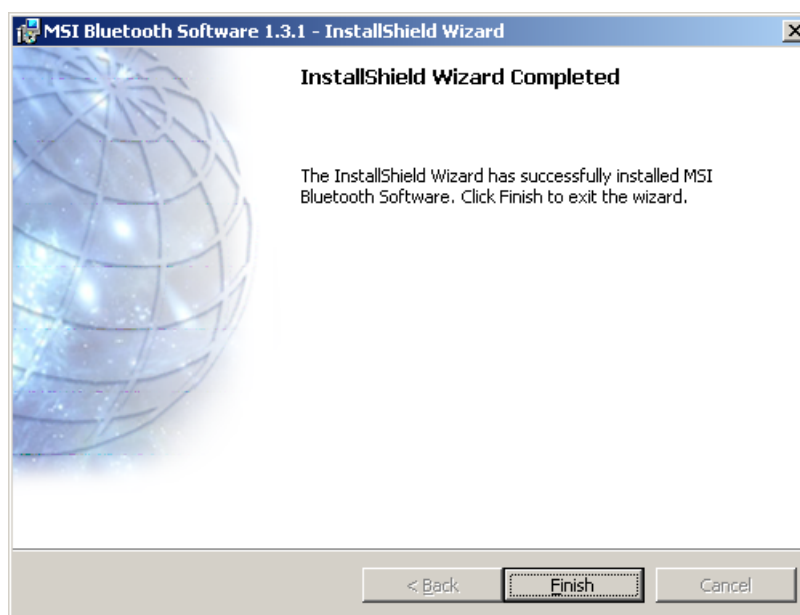 MSI Bluetooth Software 1.3.1 - InstallShield Wizard
InstallShield Wizard Completed
The InstallShield Wizard has successfully installed MSI
Bluetooth Software. Click Finish to exit the wizard.
< Back
Finish
Cancel